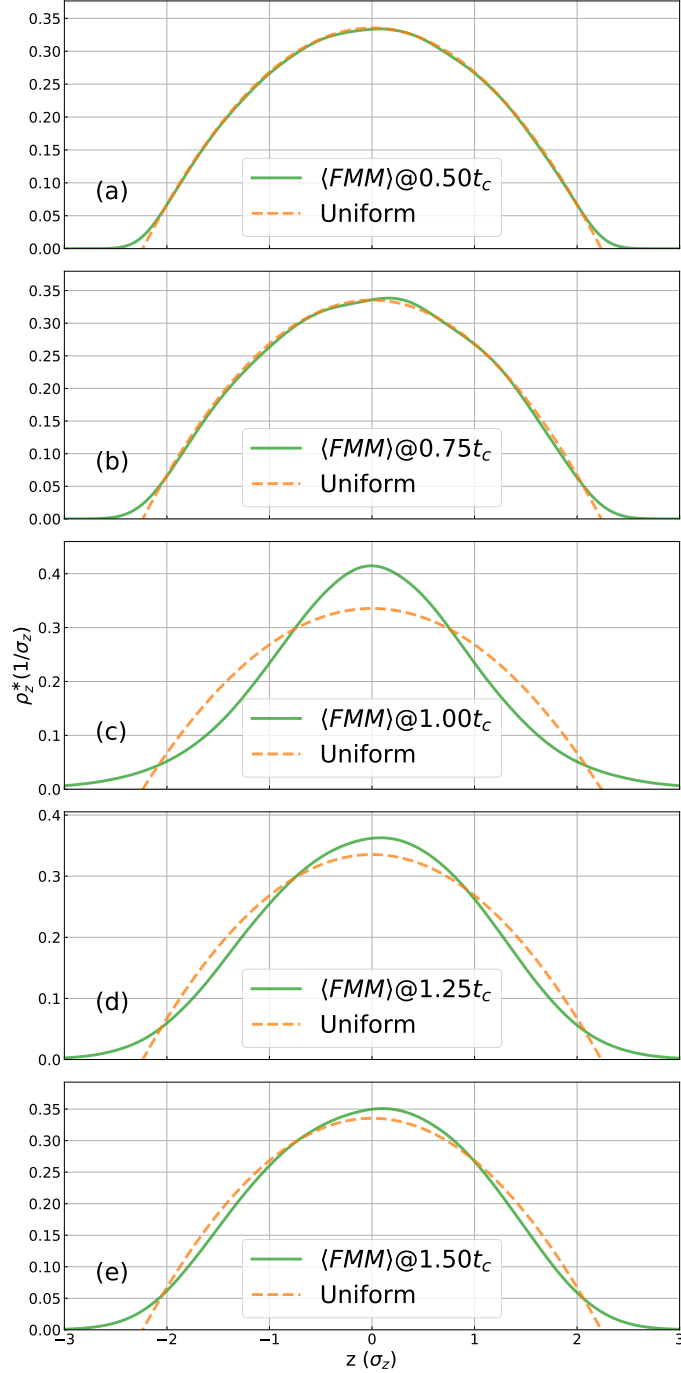 0.35
0.30
0.25
0.20
0.15
0.10
0.05
0.00
(a)
⟨FMM⟩@0.50t_c
Uniform
0.35
0.30
0.25
0.20
0.15
0.10
0.05
0.00
(b)
⟨FMM⟩@0.75t_c
Uniform
0.4
0.3
0.2
0.1
0.0
ρ_z^*(1/σ_z)
(c)
⟨FMM⟩@1.00t_c
Uniform
0.4
0.3
0.2
0.1
0.0
(d)
⟨FMM⟩@1.25t_c
Uniform
0.35
0.30
0.25
0.20
0.15
0.10
0.05
0.00
(e)
⟨FMM⟩@1.50t_c
Uniform
−3 −2 −1 0 1 2 3
z (σ_z)